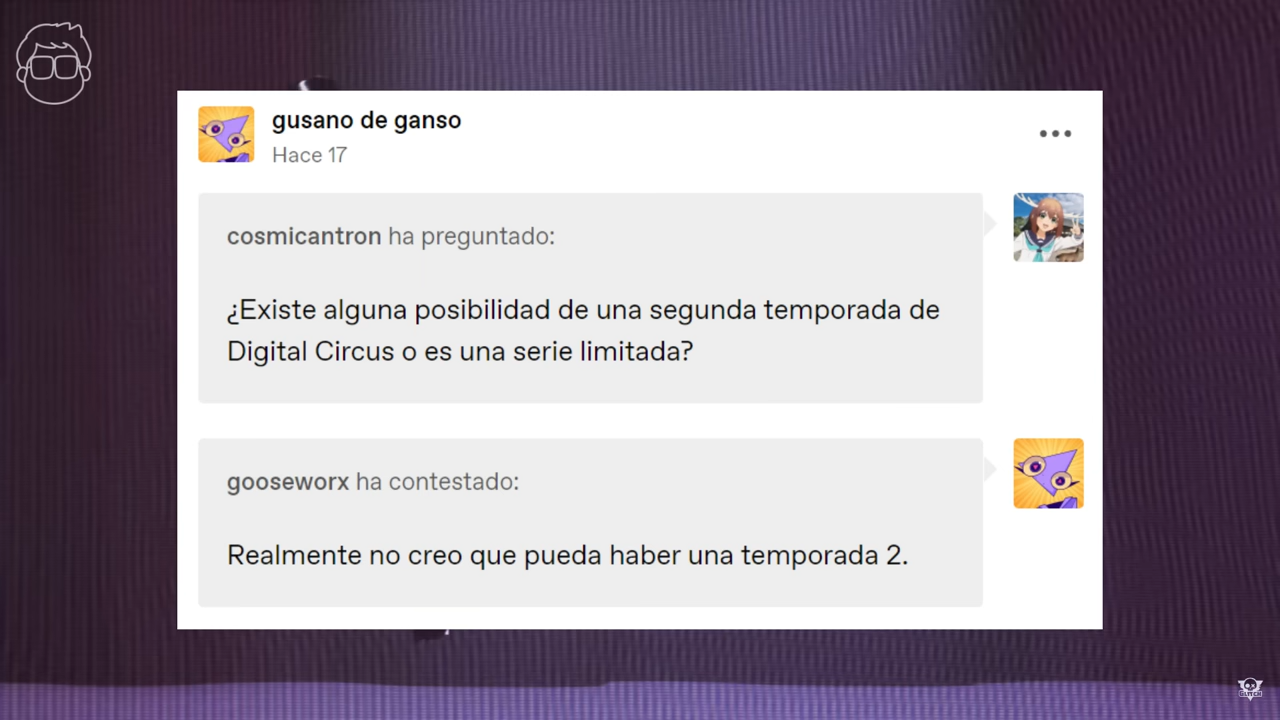 gusano de ganso
Hace 17
cosmicantron ha preguntado:
¿Existe alguna posibilidad de una segunda temporada de
Digital Circus o es una serie limitada?
gooseworx ha contestado:
Realmente no creo que pueda haber una temporada 2.